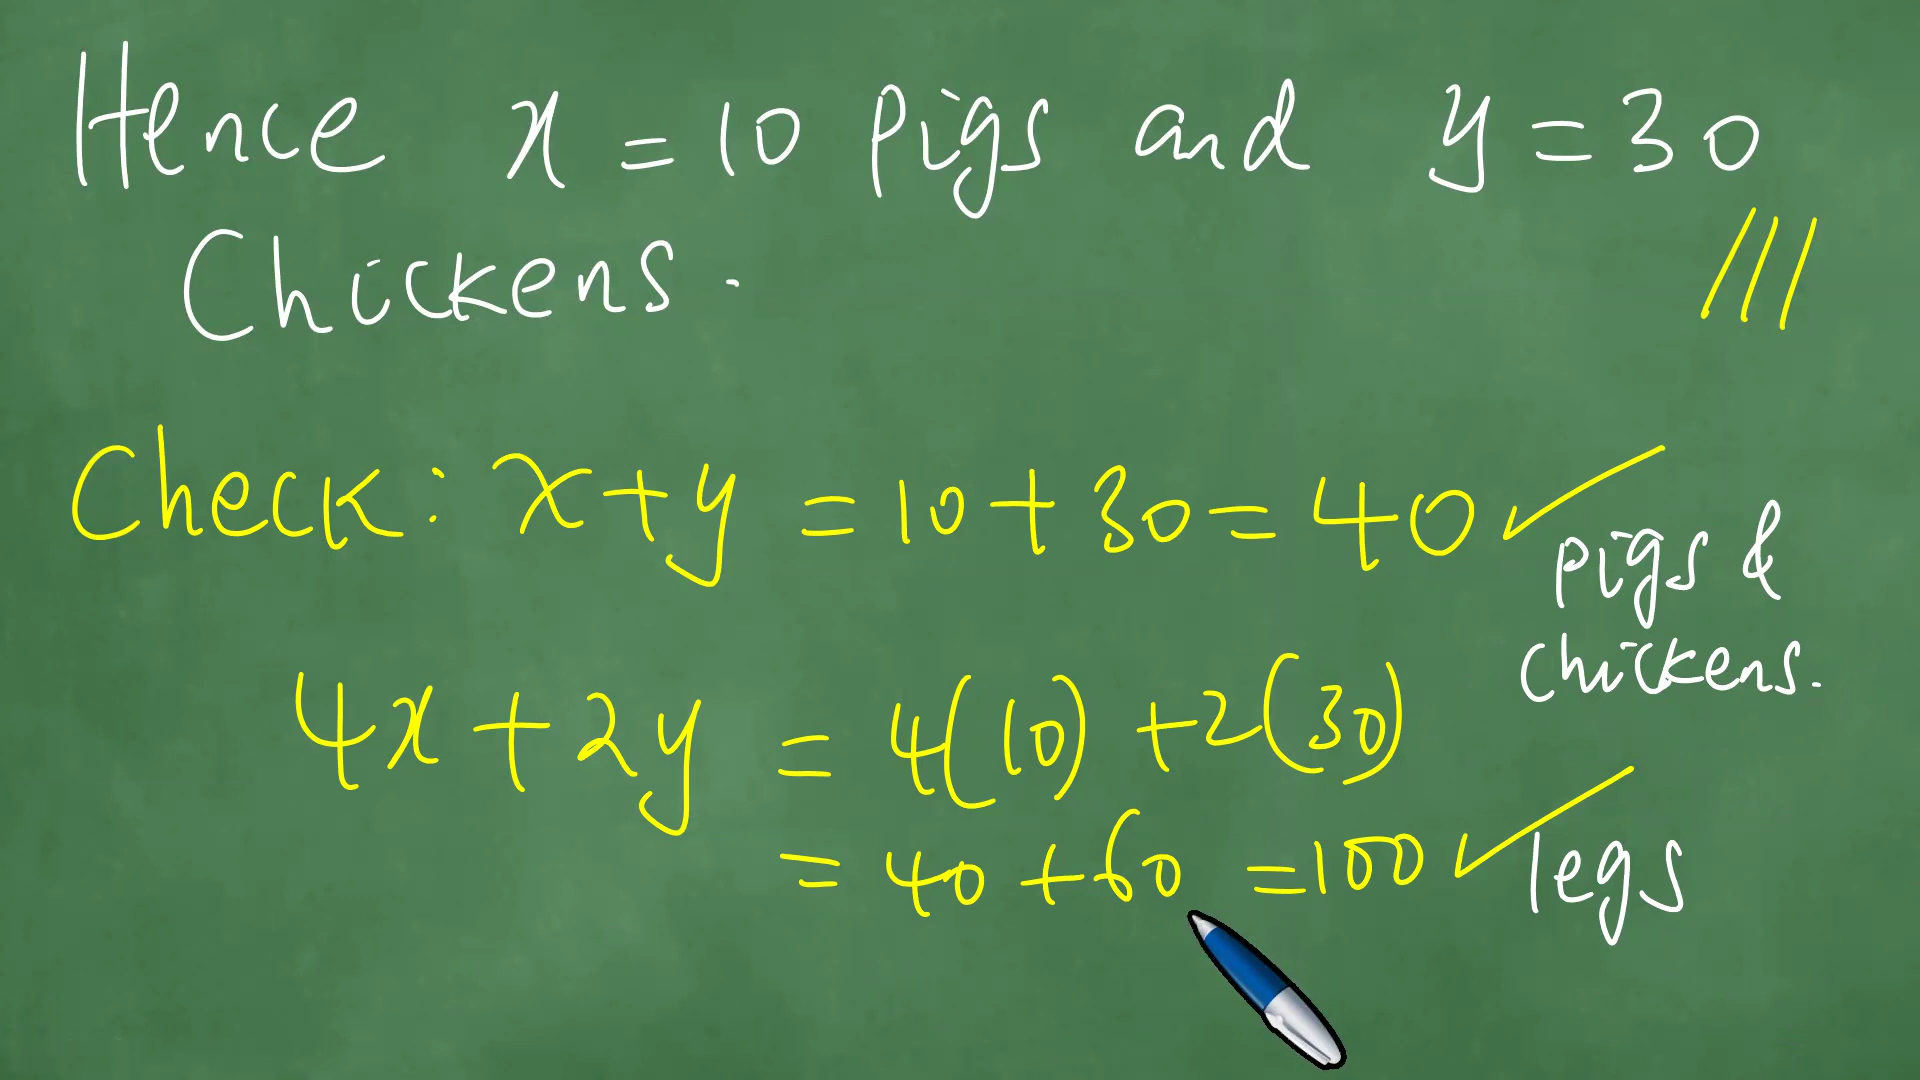 Hence x = 10 pigs and y = 30
Chickens.
Check: x + y = 10 + 30 = 40 ✓
pigs &
chickens.
4x + 2y = 4(10) + 2(30)
= 40 + 60 = 100 ✓ legs